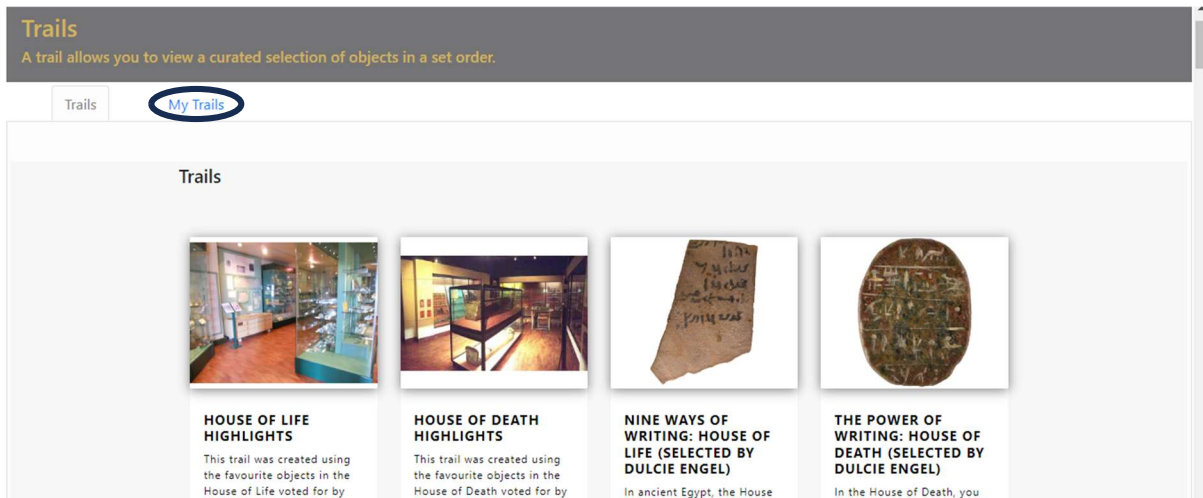 Trails
A trail allows you to view a curated selection of objects in a set order.
Trails
My Trails
Trails
HOUSE OF LIFE
HIGHLIGHTS
This trail was created using
the favourite objects in the
House of Life voted for by
HOUSE OF DEATH
HIGHLIGHTS
This trail was created using
the favourite objects in the
House of Death voted for by
NINE WAYS OF
WRITING: HOUSE OF
LIFE (SELECTED BY
DULCIE ENGEL)
In ancient Egypt, the House
THE POWER OF
WRITING: HOUSE OF
DEATH (SELECTED BY
DULCIE ENGEL)
In the House of Death, you